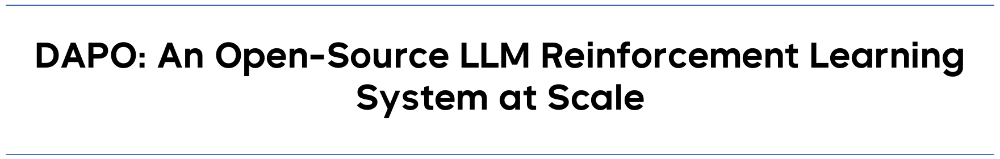 DAPO: An Open-Source LLM Reinforcement Learning
System at Scale